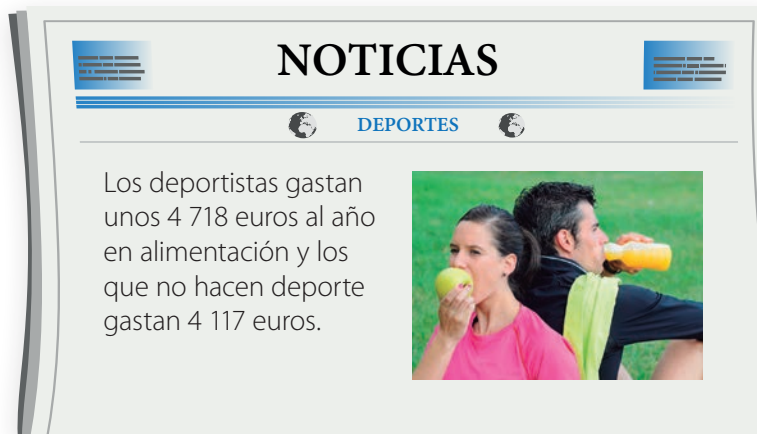 NOTICIAS
DEPORTES
Los deportistas gastan
unos 4 718 euros al año
en alimentación y los
que no hacen deporte
gastan 4 117 euros.